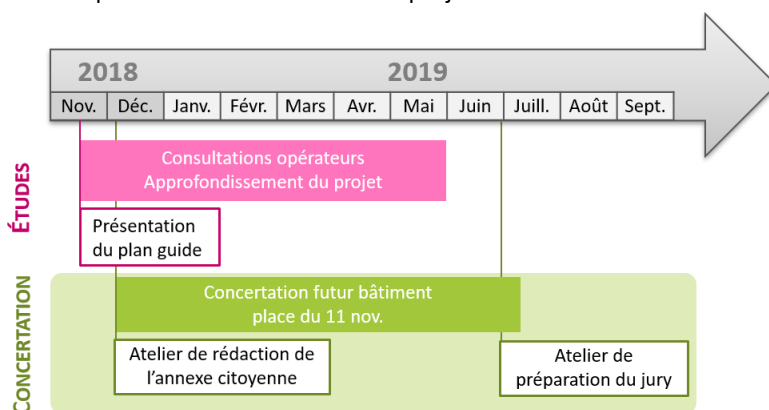 2018 2019
Nov. Déc. Janv. Févr. Mars Avr. Mai Juin Juill. Août Sept.
ÉTUDES
Consultations opérateurs
Approfondissement du projet
Présentation
du plan guide
CONCERTATION
Concertation futur bâtiment
place du 11 nov.
Atelier de rédaction de
l'annexe citoyenne
Atelier de
préparation du jury